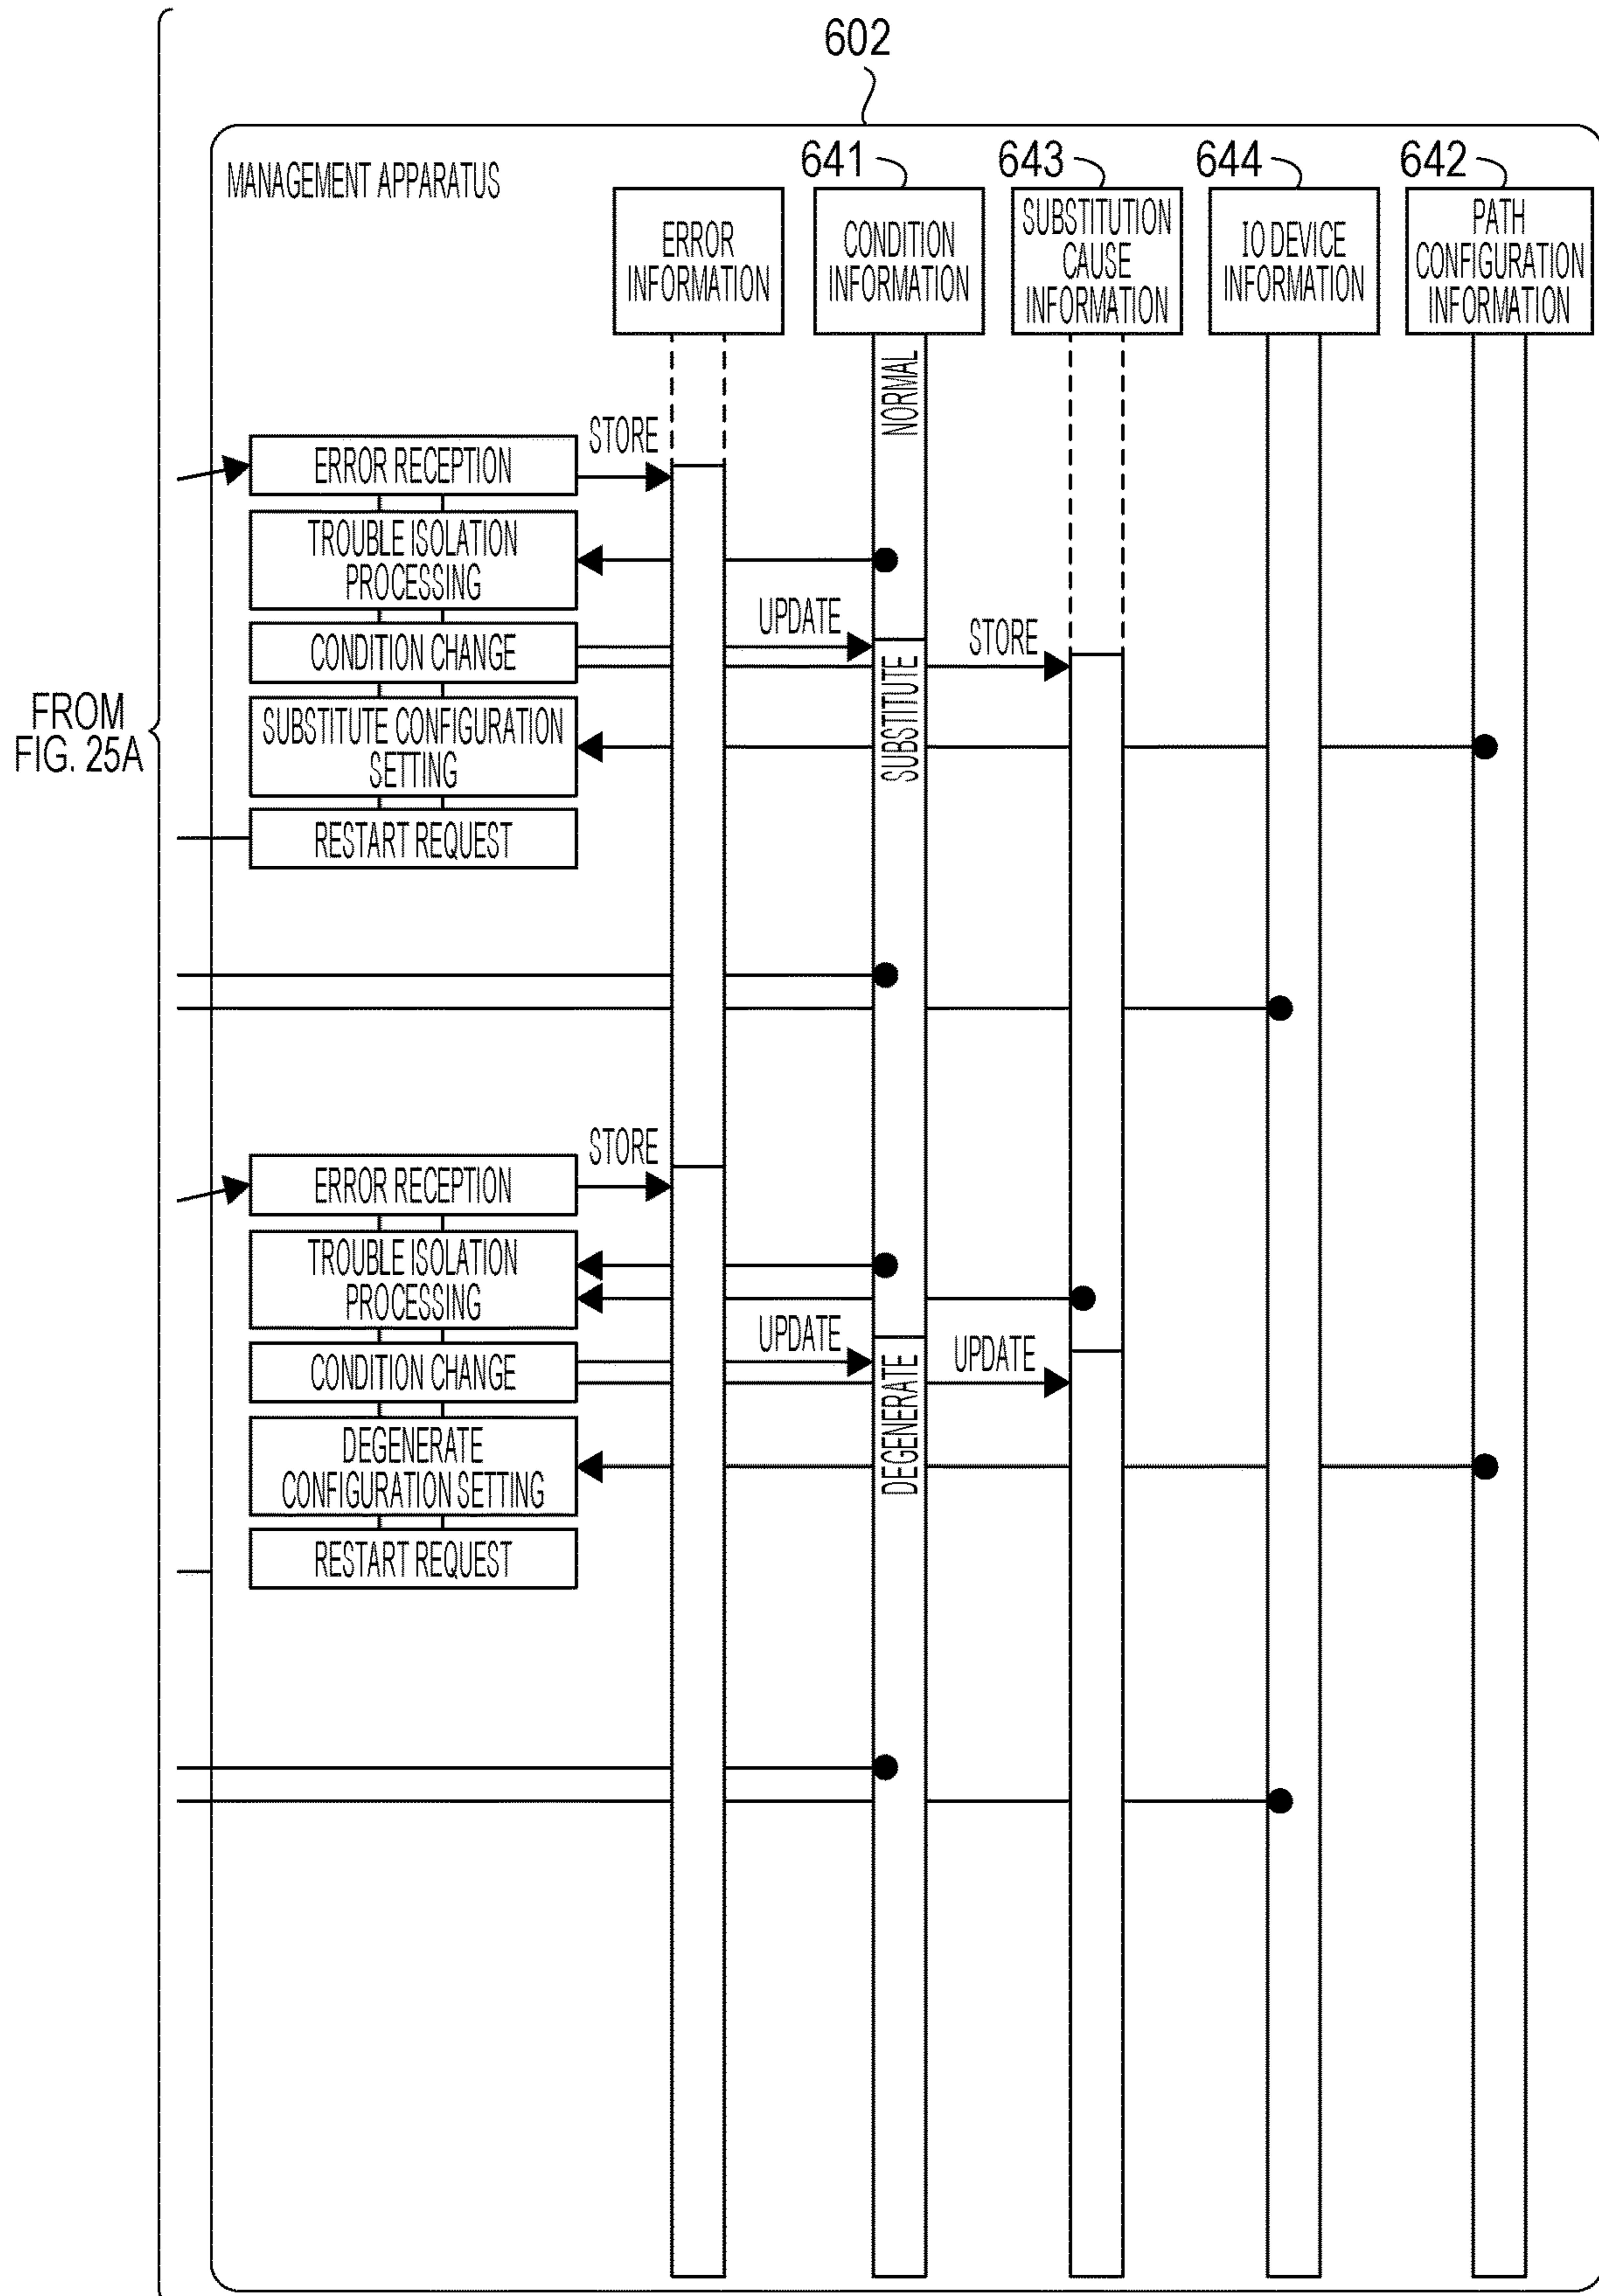 602
MANAGEMENT APPARATUS
641
643
644
642
ERROR
INFORMATION
CONDITION
INFORMATION
SUBSTITUTION
CAUSE
INFORMATION
IO DEVICE
INFORMATION
PATH
CONFIGURATION
INFORMATION
NORMAL
ERROR RECEPTION
STORE
TROUBLE ISOLATION
PROCESSING
CONDITION CHANGE
UPDATE
STORE
SUBSTITUTE
FROM
FIG. 25A
SUBSTITUTE CONFIGURATION
SETTING
RESTART REQUEST
ERROR RECEPTION
STORE
TROUBLE ISOLATION
PROCESSING
CONDITION CHANGE
UPDATE
UPDATE
DEGENERATE
DEGENERATE
CONFIGURATION SETTING
RESTART REQUEST